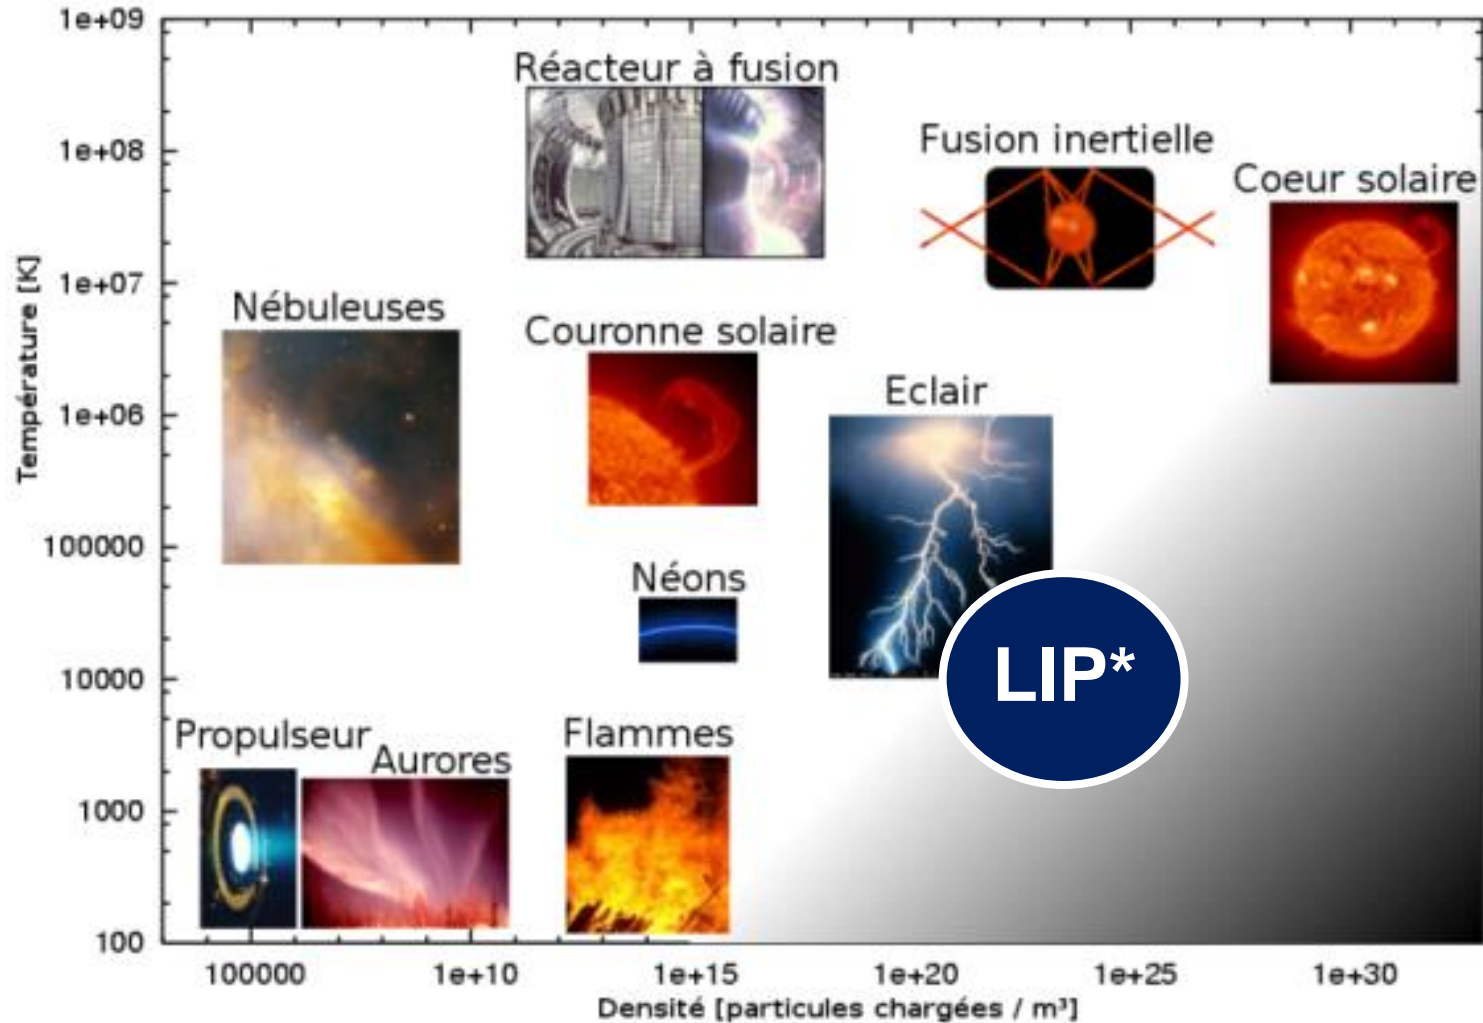 1e+09
1e+08
1e+07
1e+06
100000
10000
1000
100
Température [K]
Réacteur à fusion
Fusion inertielle
Coeur solaire
Nébuleuses
Couronne solaire
Eclair
Néons
LIP*
Propulseur
Aurores
Flammes
100000
1e+10
1e+15
1e+20
1e+25
1e+30
Densité [particules chargées / m³]